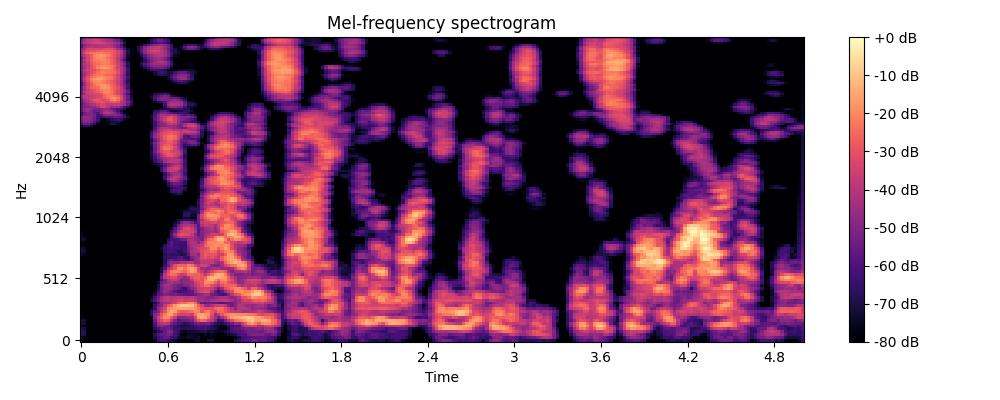 Mel-frequency spectrogram
Hz
4096
2048
1024
512
0
0 0.6 1.2 1.8 2.4 3 3.6 4.2 4.8
Time
+0 dB
-10 dB
-20 dB
-30 dB
-40 dB
-50 dB
-60 dB
-70 dB
-80 dB